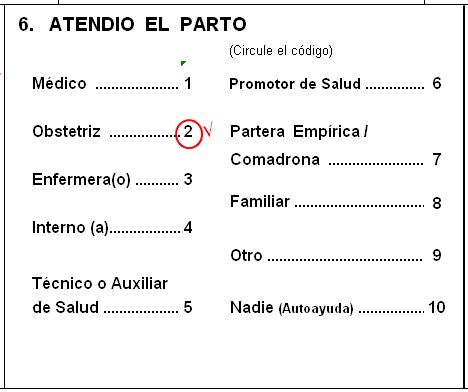 6. ATENDIO EL PARTO
(Circule el código)
Médico ..................... 1
Obstetriz ..................2 √
Enfermera(o) ........... 3
Interno (a)..................4
Técnico o Auxiliar
de Salud ................... 5
Promotor de Salud ............... 6
Partera Empírica /
Comadrona ........................ 7
Familiar ................................. 8
Otro ....................................... 9
Nadie (Autoayuda) ................. 10